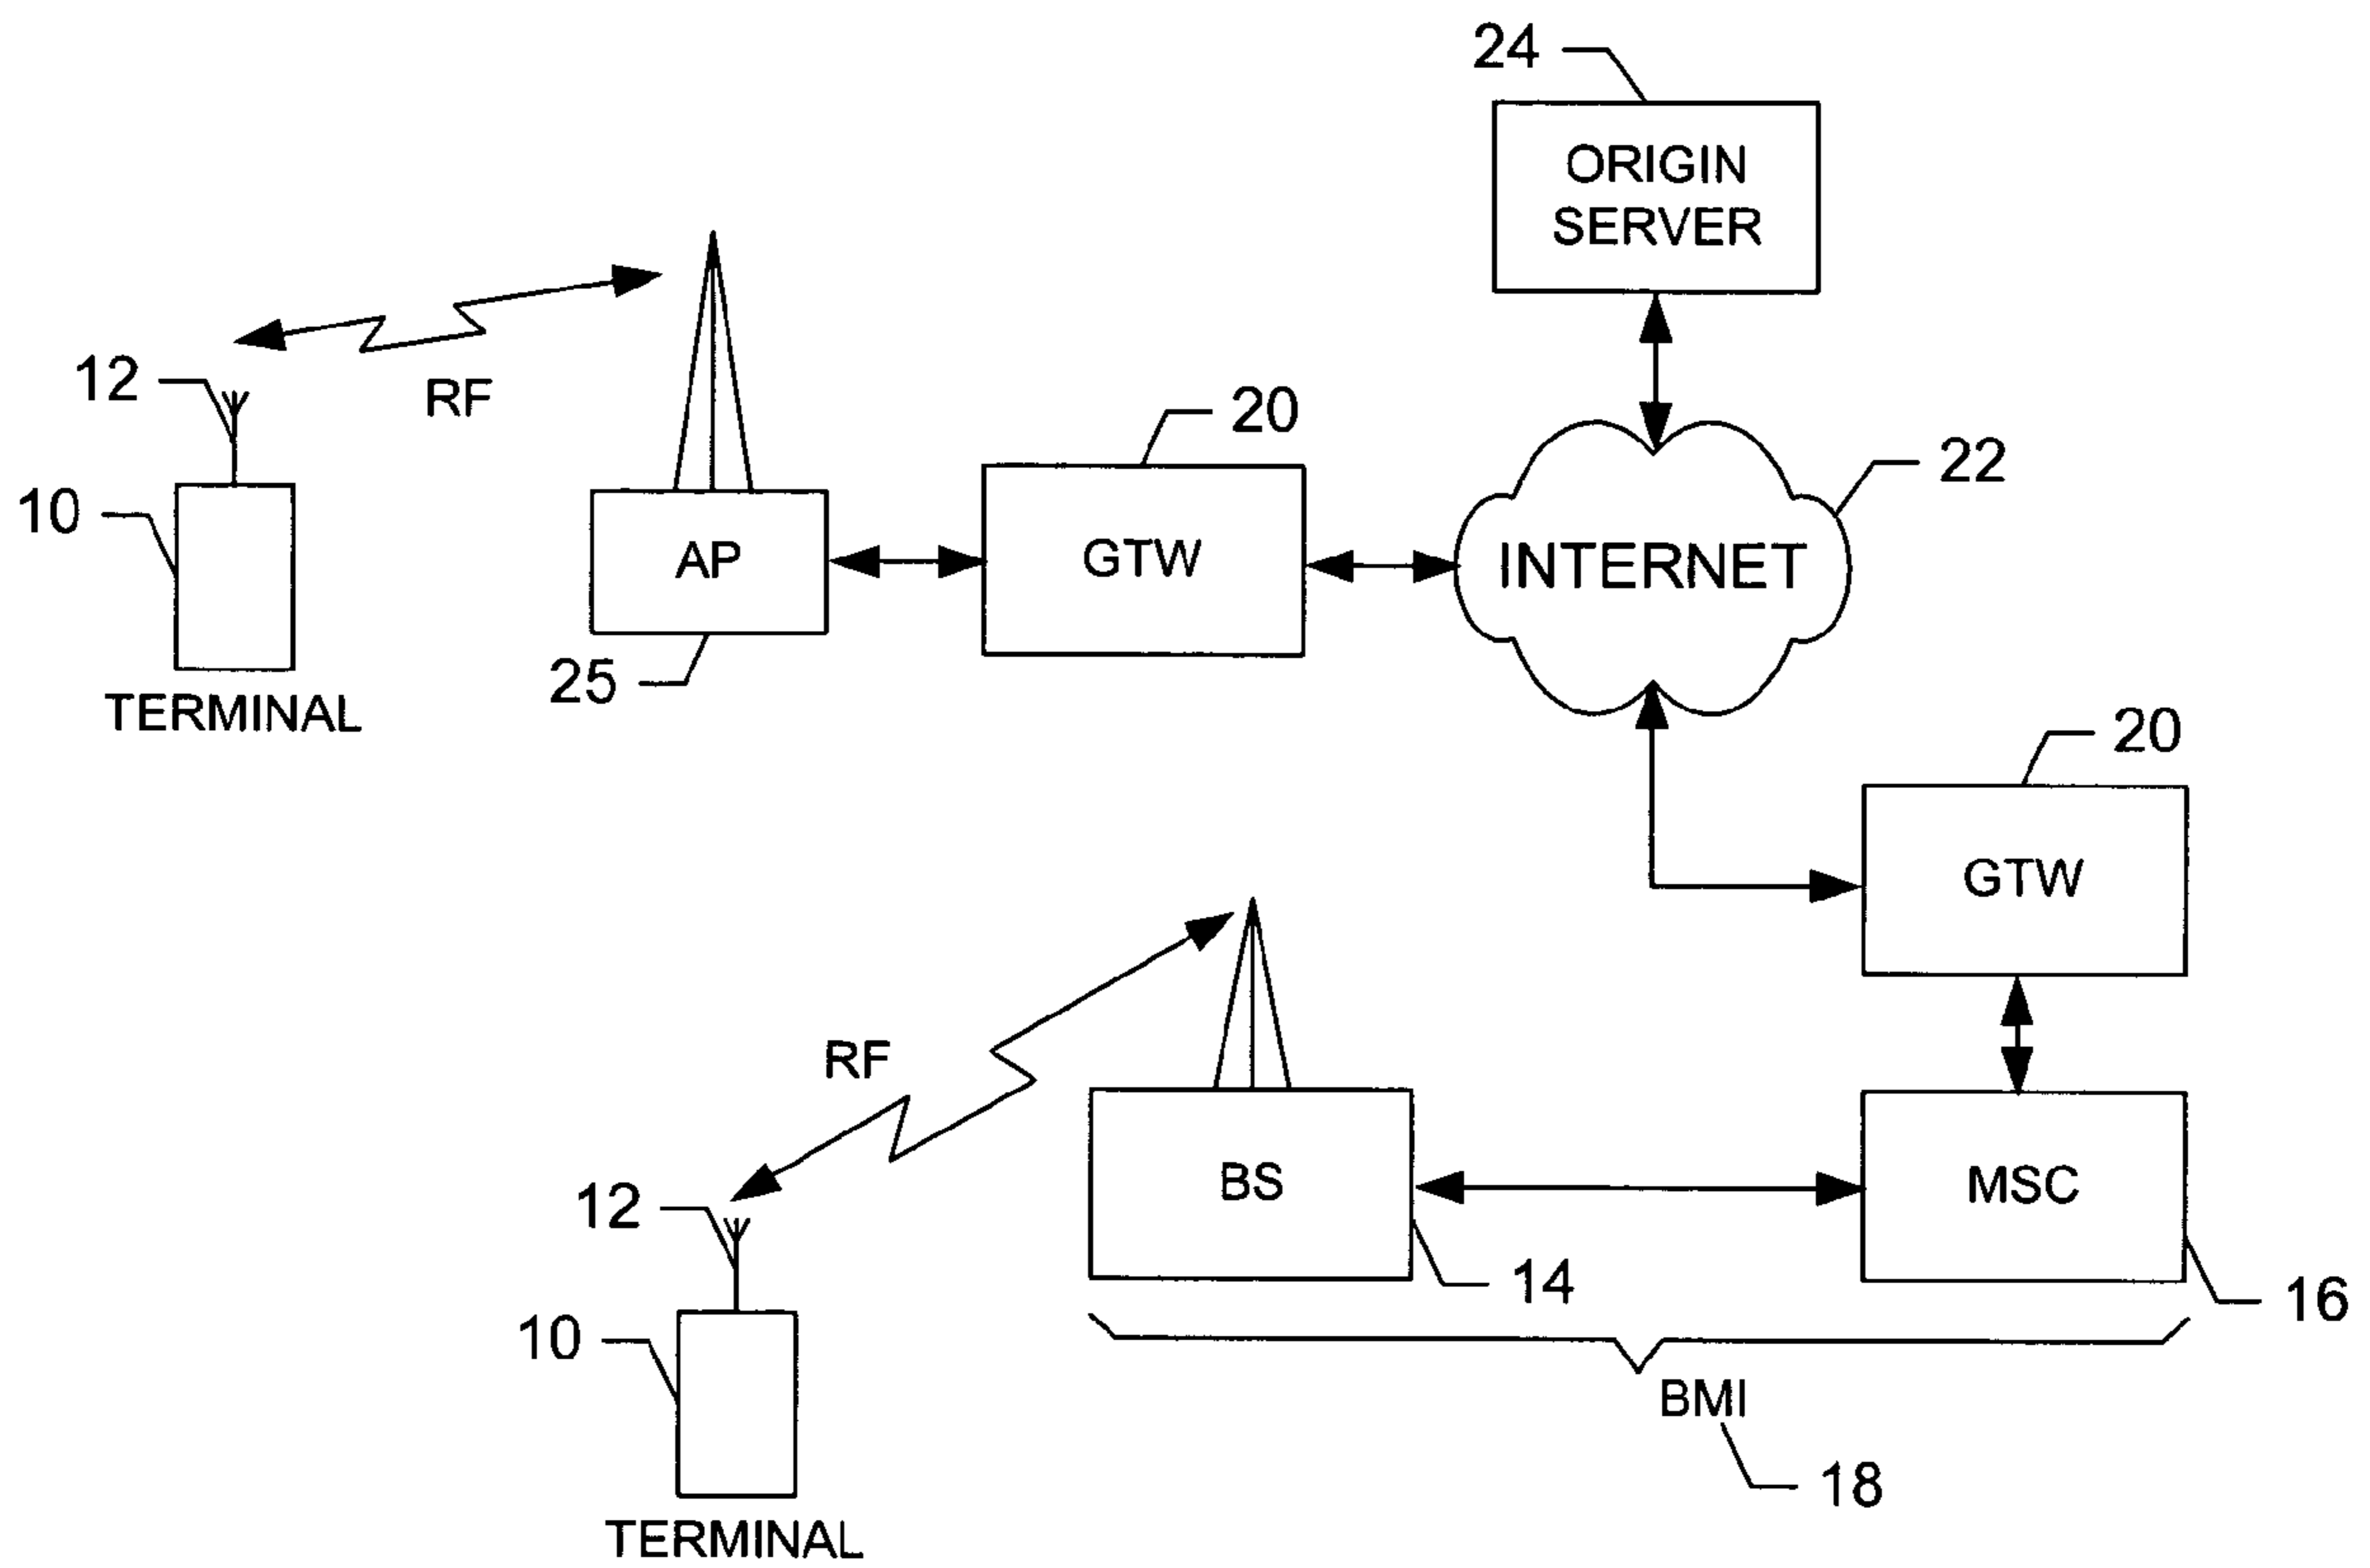 24
ORIGIN
SERVER
12
RF
20
22
10
AP
GTW
INTERNET
25
TERMINAL
20
GTW
RF
BS
MSC
12
14
16
10
BMI
18
TERMINAL